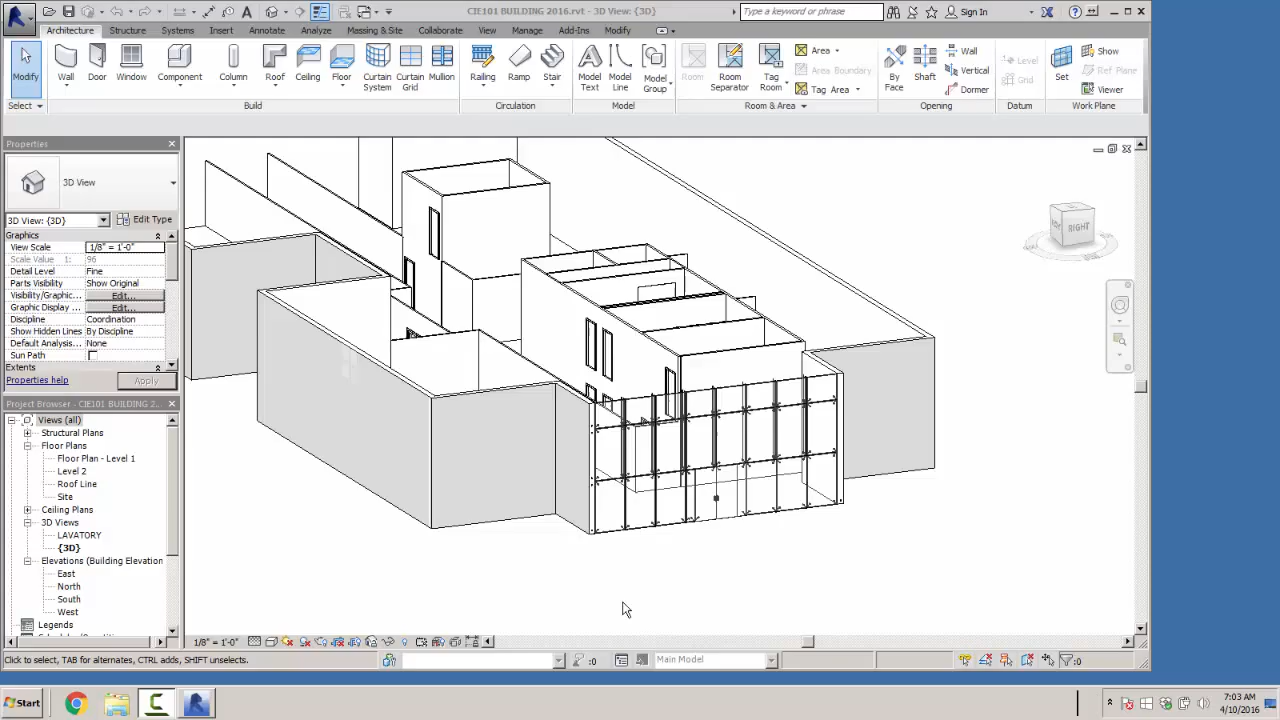 CIE101 BUILDING 2016.rvt - 3D View: {3D}
Type a keyword or phrase
Sign In
Architecture Structure Systems Insert Annotate Analyze Massing & Site Collaborate View Manage Add-Ins Modify
Modify Wall Door Window Component Column Roof Ceiling Floor Curtain System Curtain Grid Mullion Railing Ramp Stair Model Text Model Line Model Group Room Room Separator Tag Room Area Area Boundary Tag Area By Face Shaft Wall Vertical Dormer Level Grid Set Show Ref Plane Viewer
Select Build Circulation Model Room & Area Opening Datum Work Plane
Properties
3D View
3D View: {3D} Edit Type
Graphics
View Scale 1/8" = 1'-0"
Scale Value 1: 96
Detail Level Fine
Parts Visibility Show Original
Visibility/Graphic... Edit...
Graphic Display ... Edit...
Discipline Coordination
Show Hidden Lines By Discipline
Default Analysis... None
Sun Path
Extents
Properties help Apply
Project Browser - CIE101 BUILDING 2...
Views (all)
Structural Plans
Floor Plans
Floor Plan - Level 1
Level 2
Roof Line
Site
Ceiling Plans
3D Views
LAVATORY
{3D}
Elevations (Building Elevation
East
North
South
West
Legends
RIGHT
1/8" = 1'-0"
Click to select, TAB for alternates, CTRL adds, SHIFT unselects.
:0
Main Model
:0
Start
7:03 AM
4/10/2016